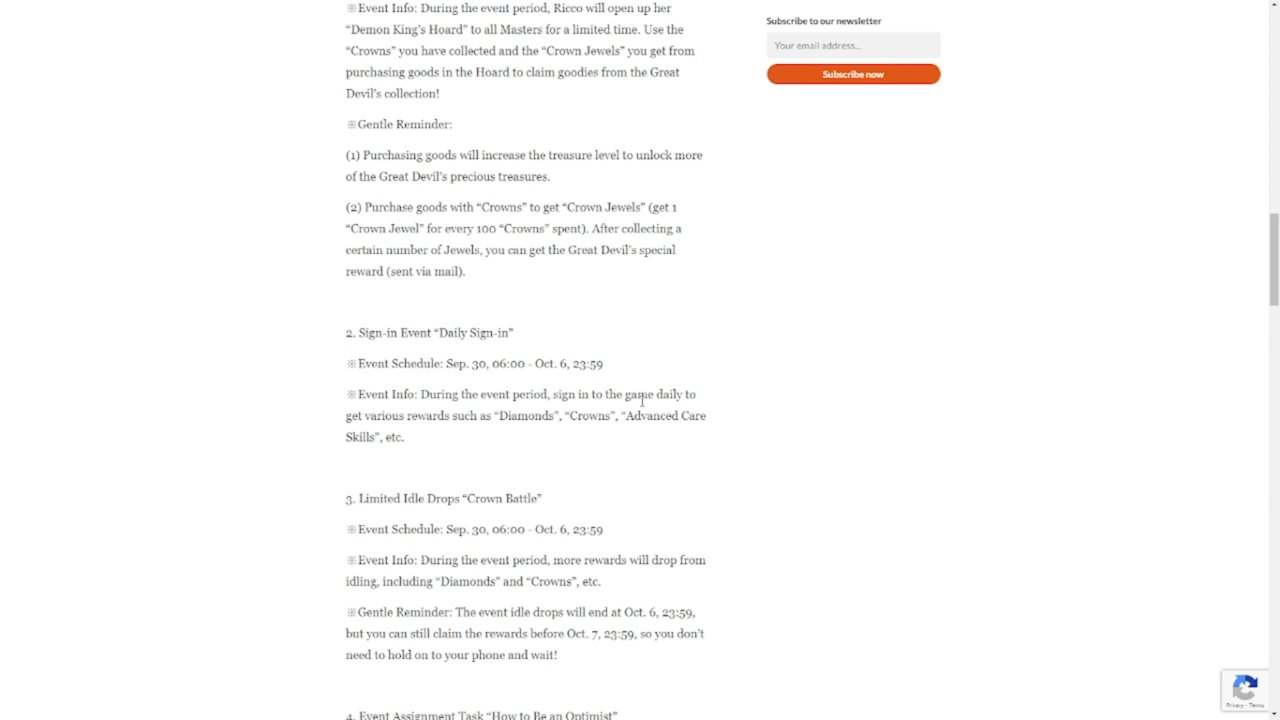 ※Event Info: During the event period, Ricco will open up her
“Demon King’s Hoard” to all Masters for a limited time. Use the
“Crowns” you have collected and the “Crown Jewels” you get from
purchasing goods in the Hoard to claim goodies from the Great
Devil’s collection!
※Gentle Reminder:
(1) Purchasing goods will increase the treasure level to unlock more
of the Great Devil’s precious treasures.
(2) Purchase goods with “Crowns” to get “Crown Jewels” (get 1
“Crown Jewel” for every 100 “Crowns” spent). After collecting a
certain number of Jewels, you can get the Great Devil’s special
reward (sent via mail).
2. Sign-in Event “Daily Sign-in”
※Event Schedule: Sep. 30, 06:00 - Oct. 6, 23:59
※Event Info: During the event period, sign in to the game daily to
get various rewards such as “Diamonds”, “Crowns”, “Advanced Care
Skills”, etc.
3. Limited Idle Drops “Crown Battle”
※Event Schedule: Sep. 30, 06:00 - Oct. 6, 23:59
※Event Info: During the event period, more rewards will drop from
idling, including “Diamonds” and “Crowns”, etc.
※Gentle Reminder: The event idle drops will end at Oct. 6, 23:59,
but you can still claim the rewards before Oct. 7, 23:59, so you don’t
need to hold on to your phone and wait!
4. Event Assignment Task “How to Be an Optimist”
Subscribe to our newsletter
Your email address...
Subscribe now
Privacy - Terms